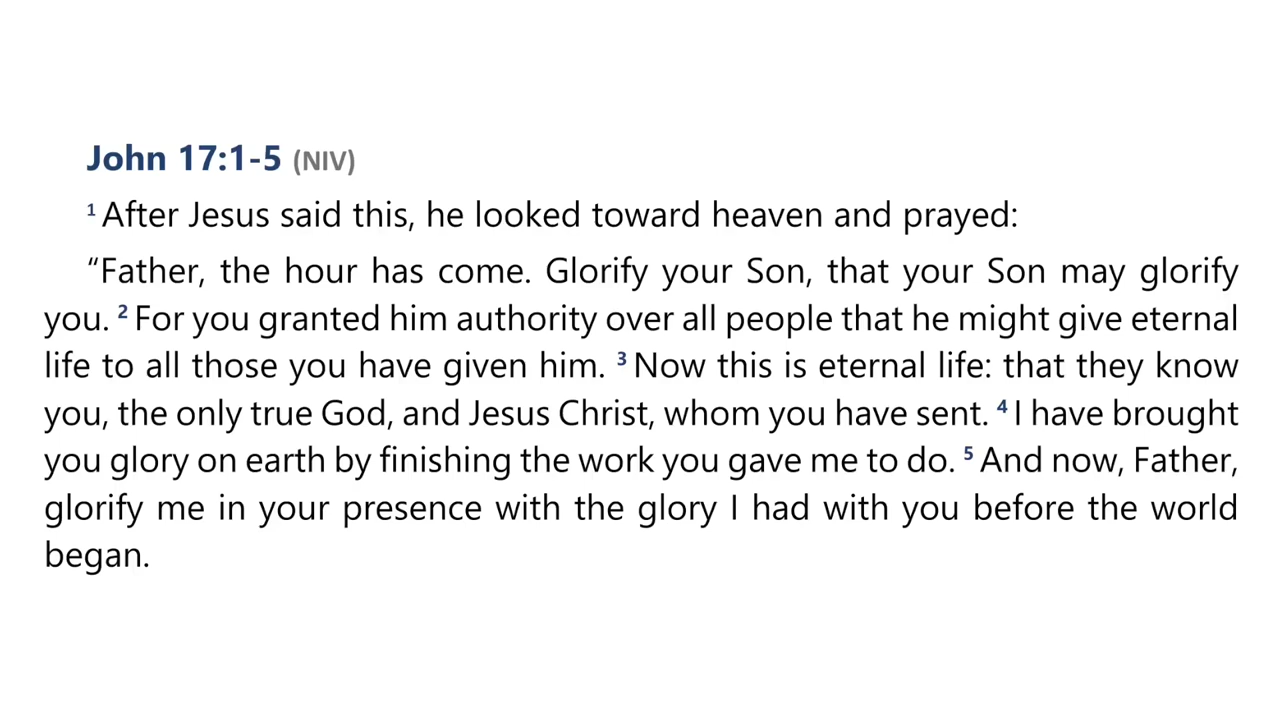 John 17:1-5 (NIV)
¹ After Jesus said this, he looked toward heaven and prayed:
“Father, the hour has come. Glorify your Son, that your Son may glorify
you. ² For you granted him authority over all people that he might give eternal
life to all those you have given him. ³ Now this is eternal life: that they know
you, the only true God, and Jesus Christ, whom you have sent. ⁴ I have brought
you glory on earth by finishing the work you gave me to do. ⁵ And now, Father,
glorify me in your presence with the glory I had with you before the world
began.